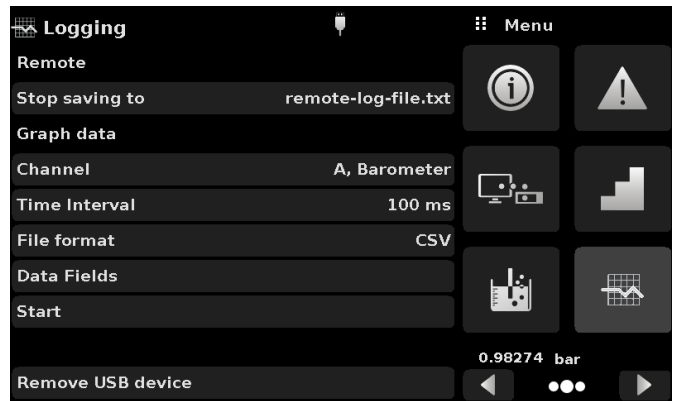 Logging
Menu
Remote
Stop saving to remote-log-file.txt
Graph data
Channel A, Barometer
Time Interval 100 ms
File format CSV
Data Fields
Start
0.98274 bar
Remove USB device